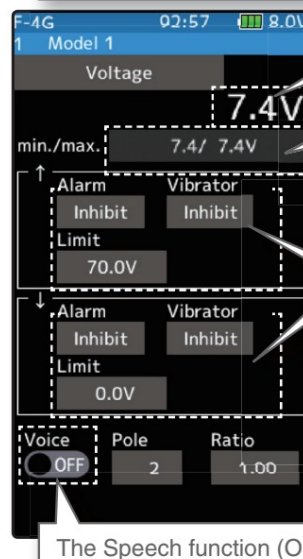 F-4G 02:57 8.0V
1 Model 1
Voltage
7.4V
min./max. 7.4/ 7.4V
↑
Alarm Vibrator
Inhibit Inhibit
Limit
70.0V
↓
Alarm Vibrator
Inhibit Inhibit
Limit
0.0V
Voice Pole Ratio
OFF 2 1.00
The Speech function (O